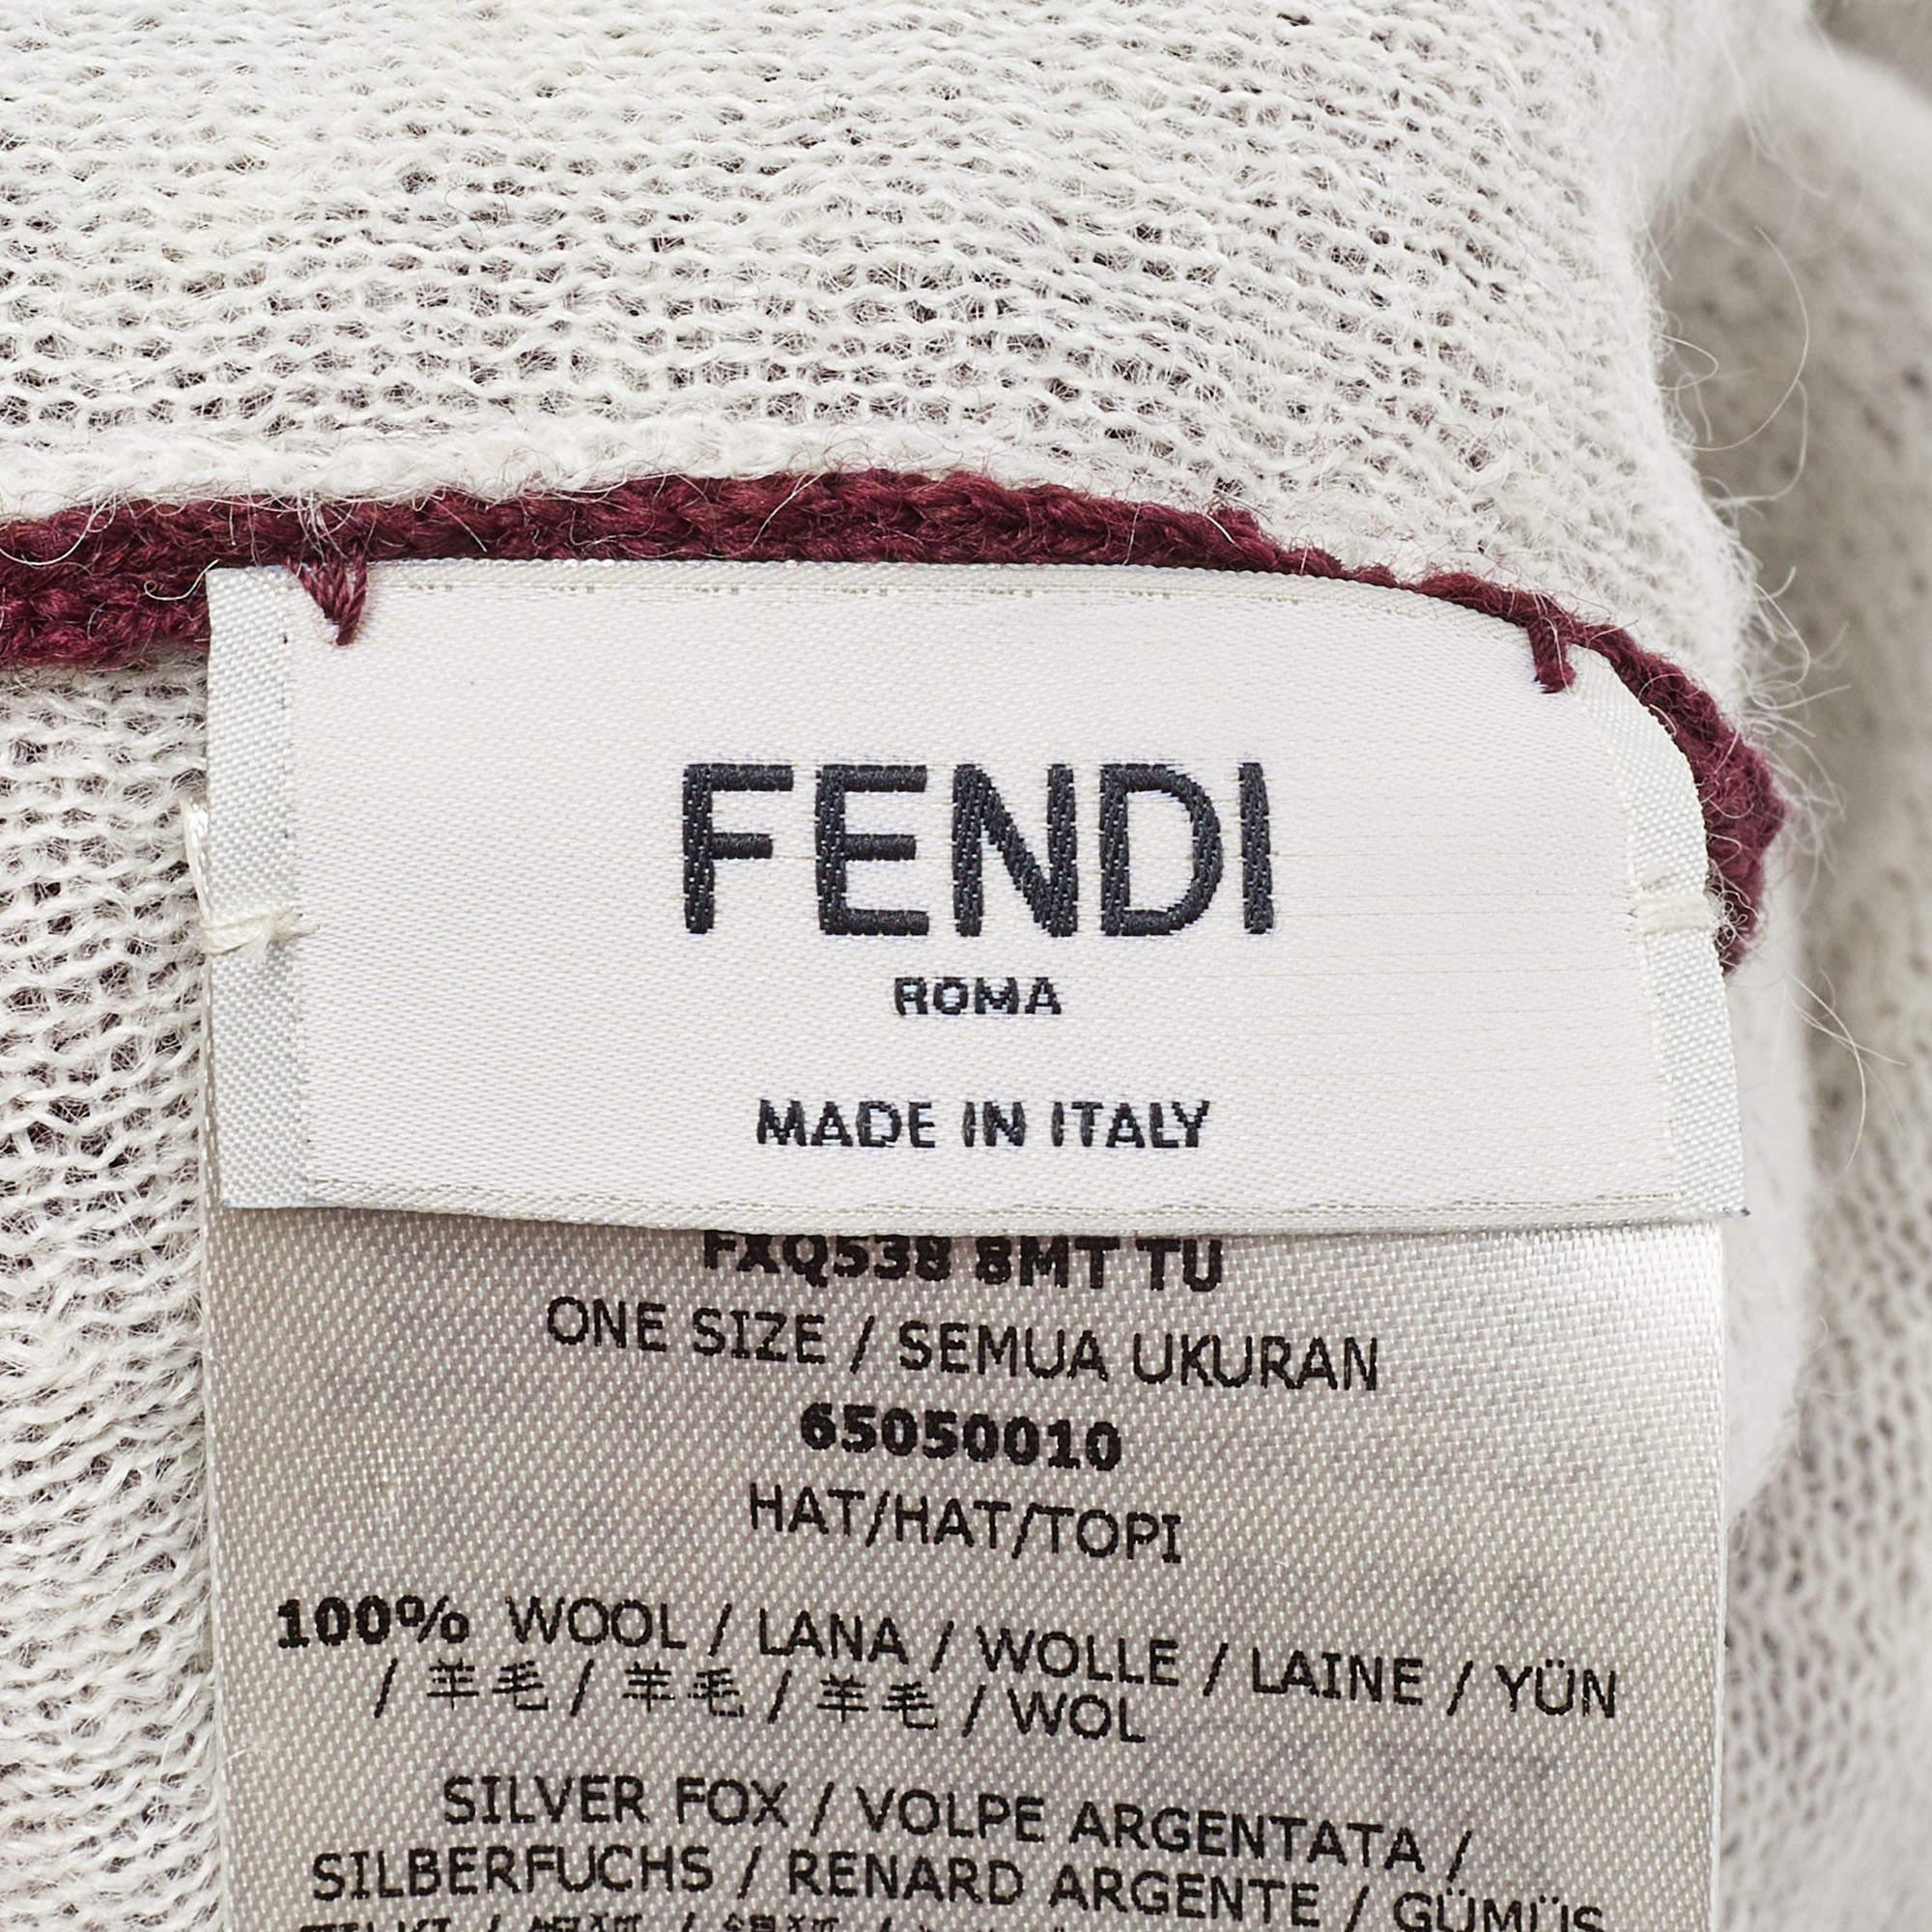 FENDI
ROMA
MADE IN ITALY
FXQ538 8MT TU
ONE SIZE / SEMUA UKURAN
65050010
HAT/HAT/TOPI
100% WOOL / LANA / WOLLE / LAINE / YÜN
/ 羊毛 / 羊毛 / 羊毛 / WOL
SILVER FOX / VOLPE ARGENTATA /
SILBERFUCHS / RENARD ARGENTE / GÜMÜŞ